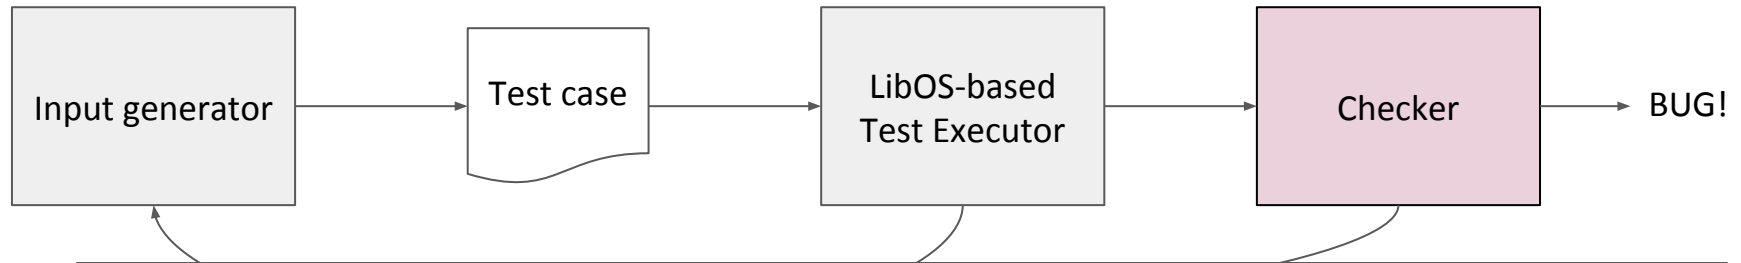 Input generator
Test case
LibOS-based
Test Executor
Checker
BUG!